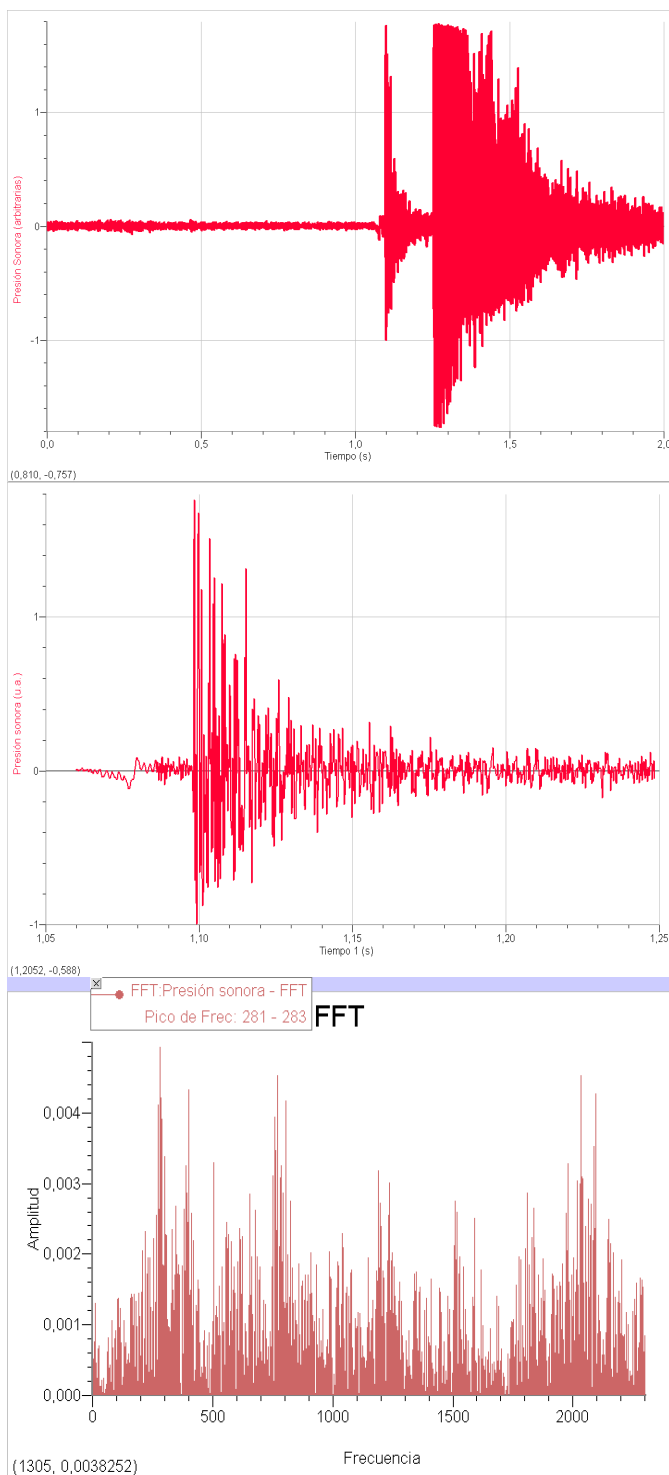 1
0
-1
Presión Sonora (arbitrarias)
0,0 0,5 1,0 1,5 2,0
Tiempo (s)
(0,810, -0,757)
1
0
-1
Presión sonora (u.a.)
1,05 1,10 1,15 1,20 1,25
Tiempo 1 (s)
(1,2052, -0,588)
FFT:Presión sonora - FFT
Pico de Frec: 281 - 283
FFT
0,004
0,003
0,002
0,001
0,000
Amplitud
0 500 1000 1500 2000
Frecuencia
(1305, 0,0038252)